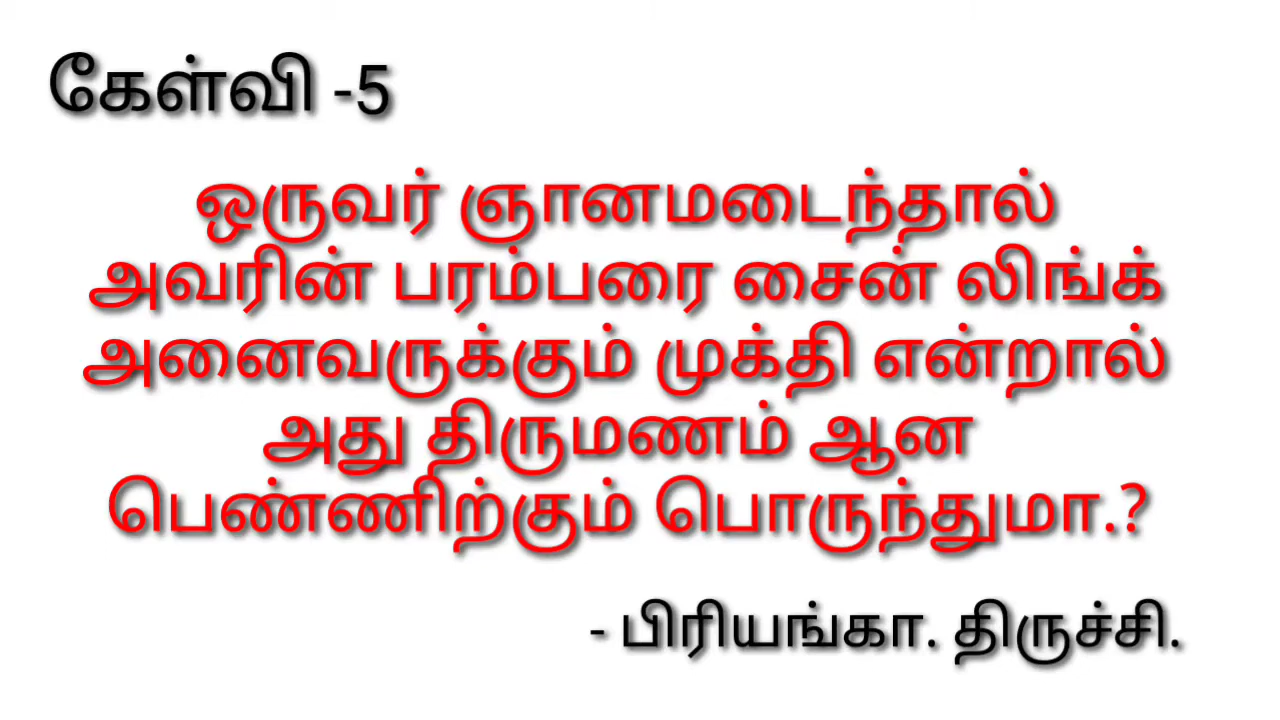 கேள்வி -5
ஒருவர் ஞானமடைந்தால்
அவரின் பரம்பரை சைன் லிங்க்
அனைவருக்கும் முக்தி என்றால்
அது திருமணம் ஆன
பெண்ணிற்கும் பொருந்துமா.?
- பிரியங்கா. திருச்சி.